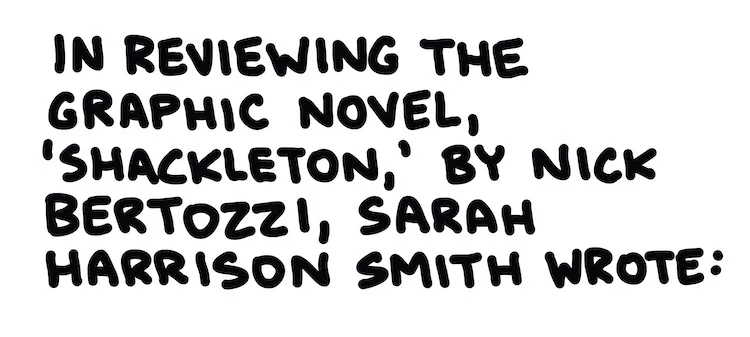 IN REVIEWING THE
GRAPHIC NOVEL,
'SHACKLETON,' BY NICK
BERTOZZI, SARAH
HARRISON SMITH WROTE: